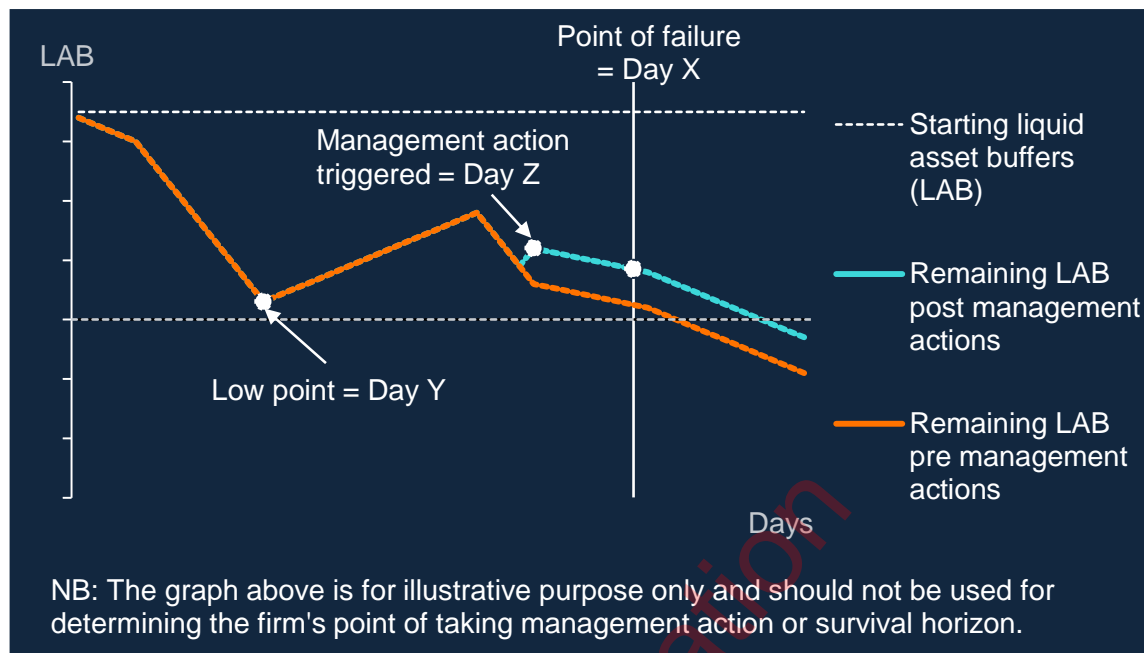 LAB
Point of failure
= Day X
Management action
triggered = Day Z
Low point = Day Y
Days
Starting liquid
asset buffers
(LAB)
Remaining LAB
post management
actions
Remaining LAB
pre management
actions
NB: The graph above is for illustrative purpose only and should not be used for
determining the firm's point of taking management action or survival horizon.